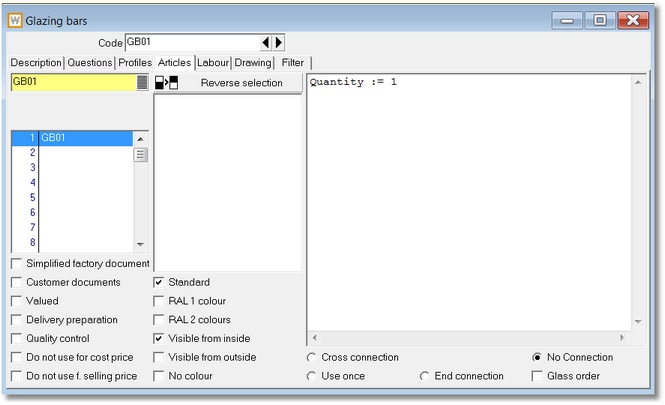 W Glazing bars
Code GB01
Description Questions Profiles Articles Labour Drawing Filter
GB01 Reverse selection Quantity := 1
1 GB01
2
3
4
5
6
7
8
Simplified factory document
Customer documents Standard
Valued RAL 1 colour
Delivery preparation RAL 2 colours
Quality control Visible from inside
Do not use for cost price Visible from outside Cross connection No Connection
Do not use f. selling price No colour Use once End connection Glass order